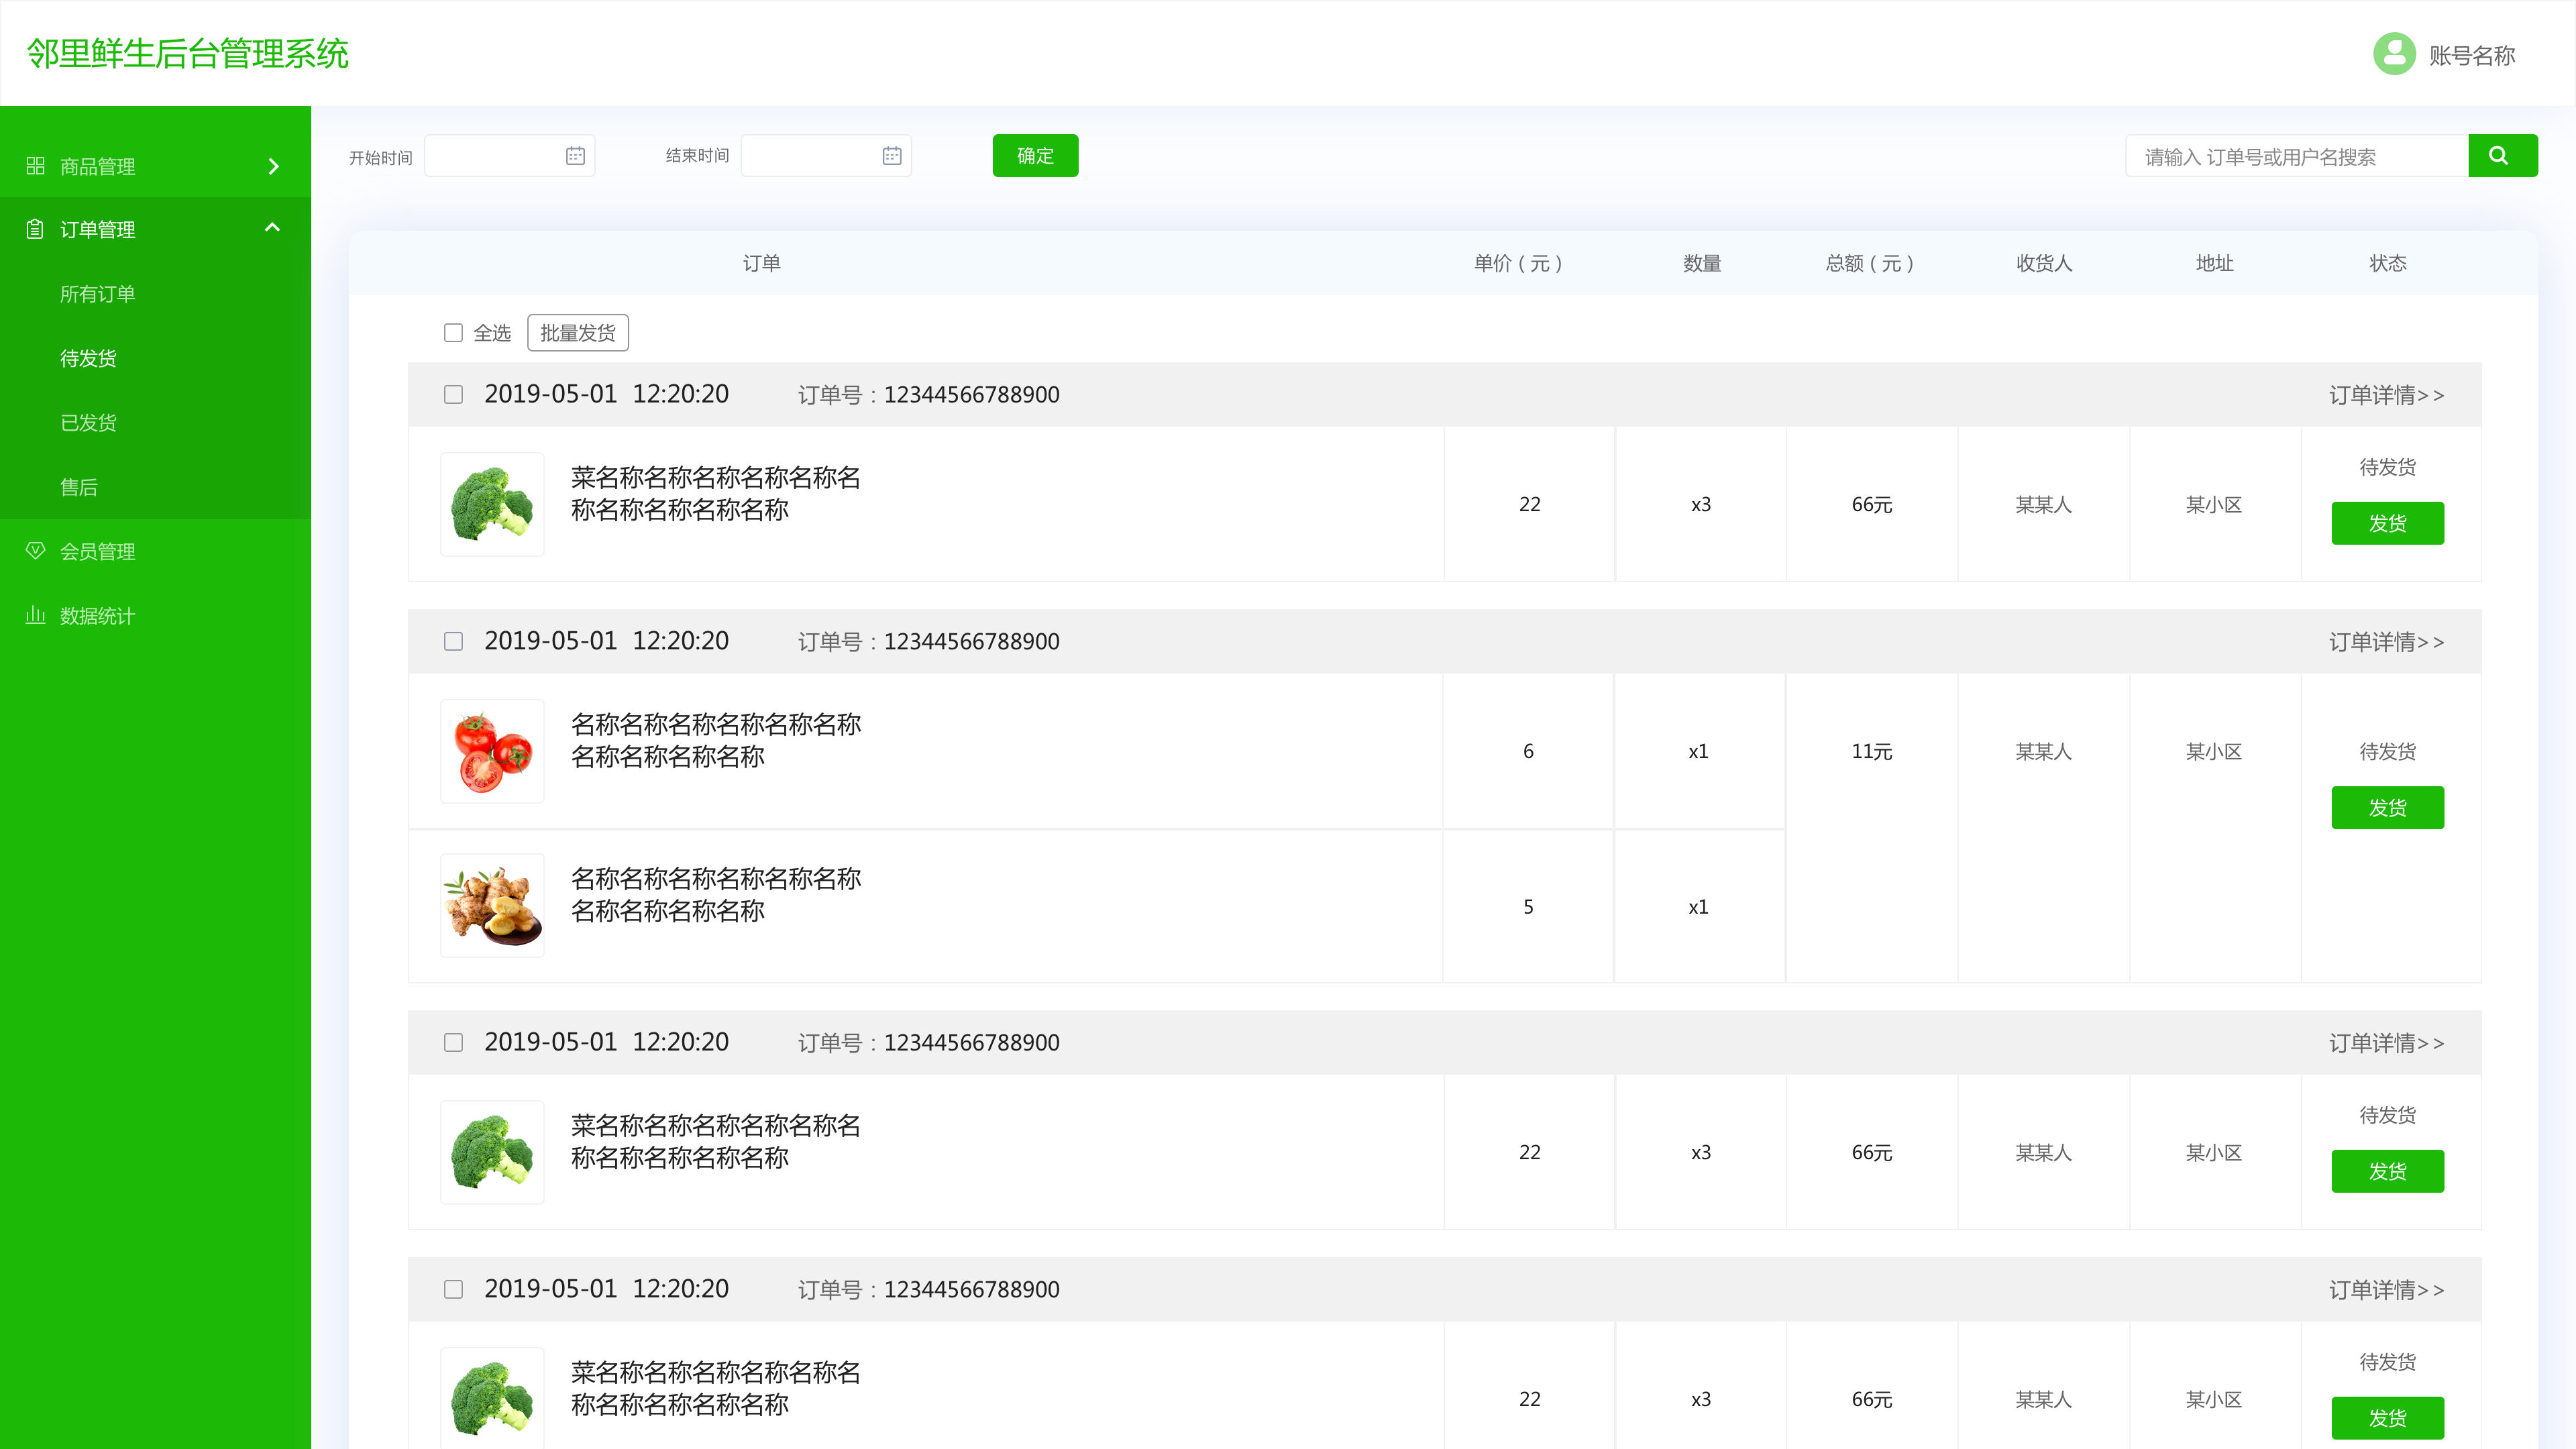 邻里鲜生后台管理系统
账号名称
商品管理
订单管理
所有订单
待发货
已发货
售后
会员管理
数据统计
开始时间
结束时间
确定
请输入 订单号或用户名搜索
订单
单价（元）
数量
总额（元）
收货人
地址
状态
全选
批量发货
2019-05-01 12:20:20
订单号：12344566788900
订单详情>>
菜名称名称名称名称名称名
称名称名称名称名称
22
x3
66元
某某人
某小区
待发货
发货
2019-05-01 12:20:20
订单号：12344566788900
订单详情>>
名称名称名称名称名称名称
名称名称名称名称
6
x1
11元
某某人
某小区
待发货
发货
名称名称名称名称名称名称
名称名称名称名称
5
x1
2019-05-01 12:20:20
订单号：12344566788900
订单详情>>
菜名称名称名称名称名称名
称名称名称名称名称
22
x3
66元
某某人
某小区
待发货
发货
2019-05-01 12:20:20
订单号：12344566788900
订单详情>>
菜名称名称名称名称名称名
称名称名称名称名称
22
x3
66元
某某人
某小区
待发货
发货